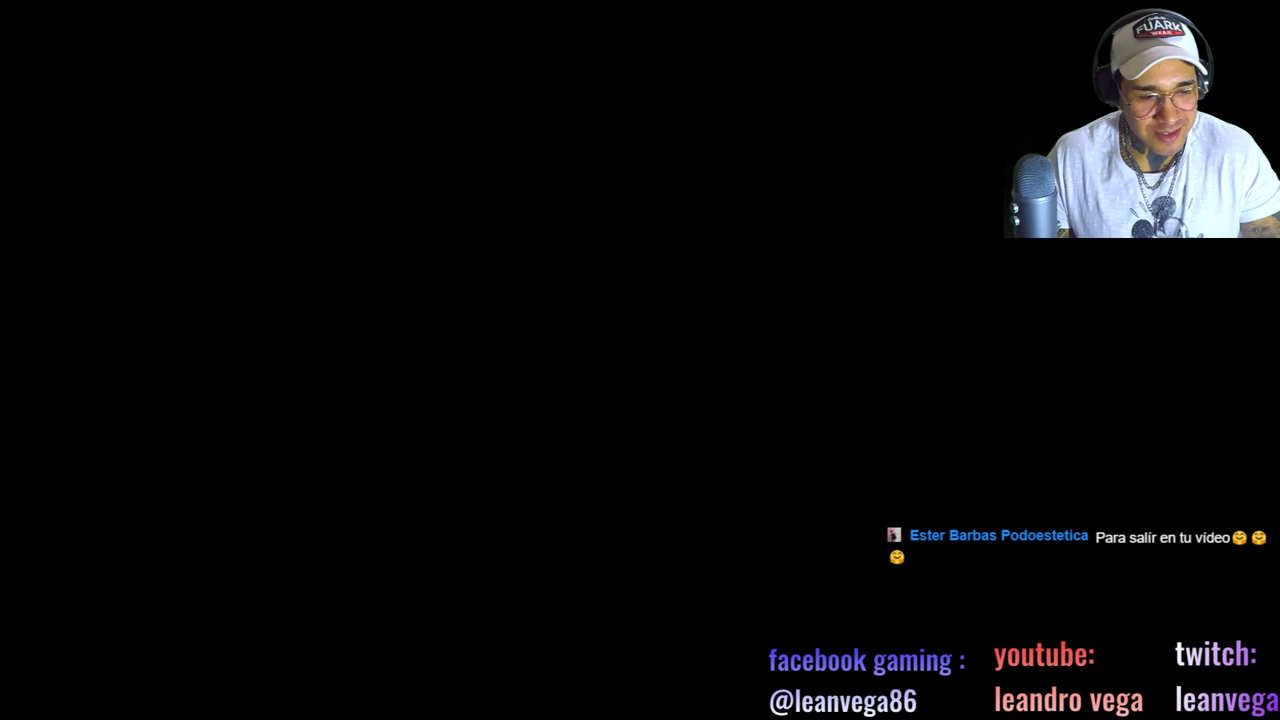 FUARK
WEAR
Ester Barbas Podoestetica Para salír en tu vídeo🤗 🤗
🤗
facebook gaming : youtube: twitch:
@leanvega86 leandro vega leanvega